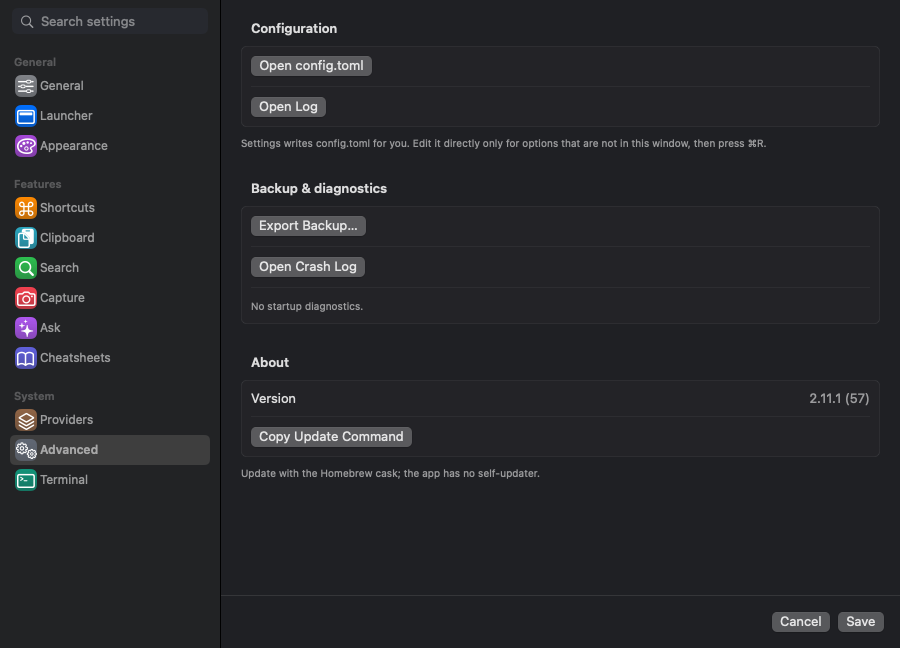 Search settings
General
General
Launcher
Appearance
Features
Shortcuts
Clipboard
Search
Capture
Ask
Cheatsheets
System
Providers
Advanced
Terminal
Configuration
Open config.toml
Open Log
Settings writes config.toml for you. Edit it directly only for options that are not in this window, then press ⌘R.
Backup & diagnostics
Export Backup...
Open Crash Log
No startup diagnostics.
About
Version 2.11.1 (57)
Copy Update Command
Update with the Homebrew cask; the app has no self-updater.
Cancel Save